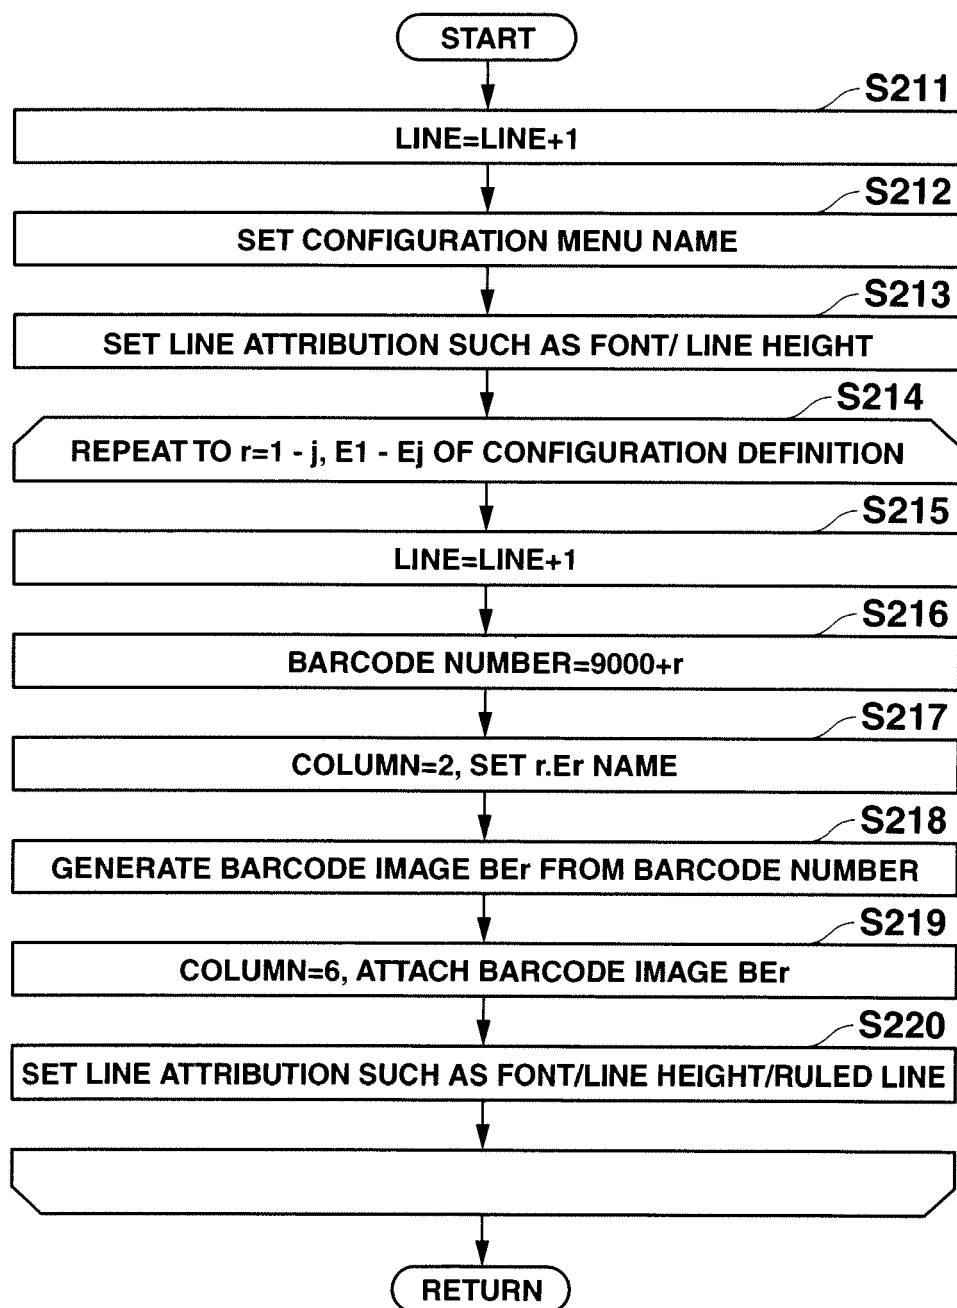 START
S211
LINE=LINE+1
S212
SET CONFIGURATION MENU NAME
S213
SET LINE ATTRIBUTION SUCH AS FONT/ LINE HEIGHT
S214
REPEAT TO r=1 - j, E1 - Ej OF CONFIGURATION DEFINITION
S215
LINE=LINE+1
S216
BARCODE NUMBER=9000+r
S217
COLUMN=2, SET r.Er NAME
S218
GENERATE BARCODE IMAGE BEr FROM BARCODE NUMBER
S219
COLUMN=6, ATTACH BARCODE IMAGE BEr
S220
SET LINE ATTRIBUTION SUCH AS FONT/LINE HEIGHT/RULED LINE
RETURN